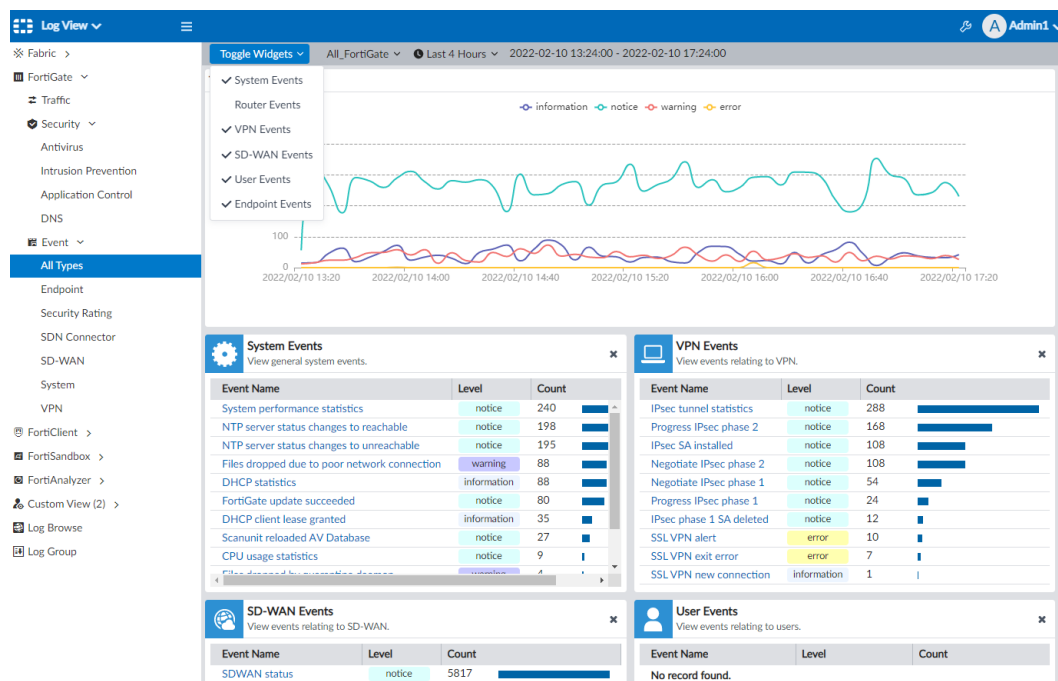 Log View
Admin1
Fabric
FortiGate
Traffic
Security
Antivirus
Intrusion Prevention
Application Control
DNS
Event
All Types
Endpoint
Security Rating
SDN Connector
SD-WAN
System
VPN
FortiClient
FortiSandbox
FortiAnalyzer
Custom View (2)
Log Browse
Log Group
Toggle Widgets All_FortiGate Last 4 Hours 2022-02-10 13:24:00 - 2022-02-10 17:24:00
System Events
Router Events
VPN Events
SD-WAN Events
User Events
Endpoint Events
information notice warning error
100
0
2022/02/10 13:20 2022/02/10 14:00 2022/02/10 14:40 2022/02/10 15:20 2022/02/10 16:00 2022/02/10 16:40 2022/02/10 17:20
System Events
View general system events.
Event Name Level Count
System performance statistics notice 240
NTP server status changes to reachable notice 198
NTP server status changes to unreachable notice 195
Files dropped due to poor network connection warning 88
DHCP statistics information 88
FortiGate update succeeded notice 80
DHCP client lease granted information 35
Scanunit reloaded AV Database notice 27
CPU usage statistics notice 9
VPN Events
View events relating to VPN.
Event Name Level Count
IPsec tunnel statistics notice 288
Progress IPsec phase 2 notice 168
IPsec SA installed notice 108
Negotiate IPsec phase 2 notice 108
Negotiate IPsec phase 1 notice 54
Progress IPsec phase 1 notice 24
IPsec phase 1 SA deleted notice 12
SSL VPN alert error 10
SSL VPN exit error error 7
SSL VPN new connection information 1
SD-WAN Events
View events relating to SD-WAN.
Event Name Level Count
SDWAN status notice 5817
User Events
View events relating to users.
Event Name Level Count
No record found.